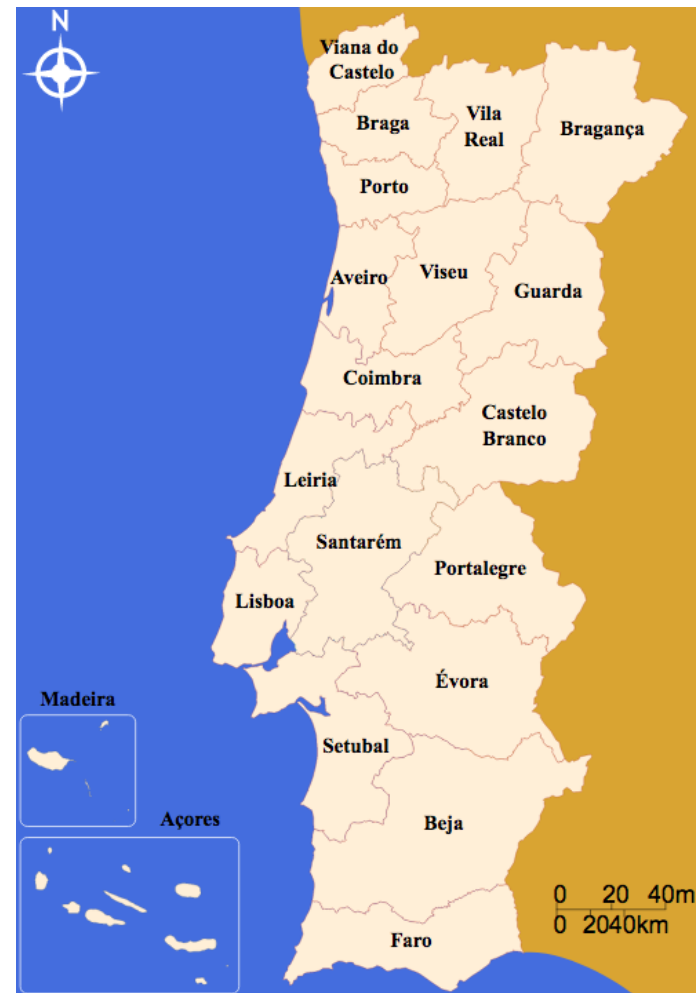 N
Viana do
Castelo
Braga
Vila
Real
Bragança
Porto
Aveiro
Viseu
Guarda
Coimbra
Castelo
Branco
Leiria
Santarém
Portalegre
Lisboa
Évora
Madeira
Setubal
Açores
Beja
0 20 40m
0 2040km
Faro